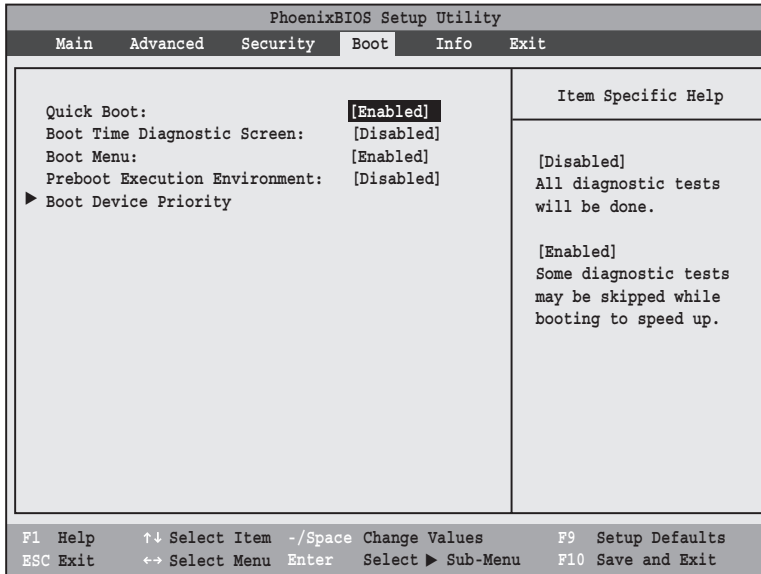 PhoenixBIOS Setup Utility
Main Advanced Security Boot Info Exit
Quick Boot: [Enabled]
Boot Time Diagnostic Screen: [Disabled]
Boot Menu: [Enabled]
Preboot Execution Environment: [Disabled]
▶ Boot Device Priority
Item Specific Help
[Disabled]
All diagnostic tests
will be done.
[Enabled]
Some diagnostic tests
may be skipped while
booting to speed up.
F1 Help ↑↓ Select Item -/Space Change Values F9 Setup Defaults
ESC Exit ←→ Select Menu Enter Select ▶ Sub-Menu F10 Save and Exit